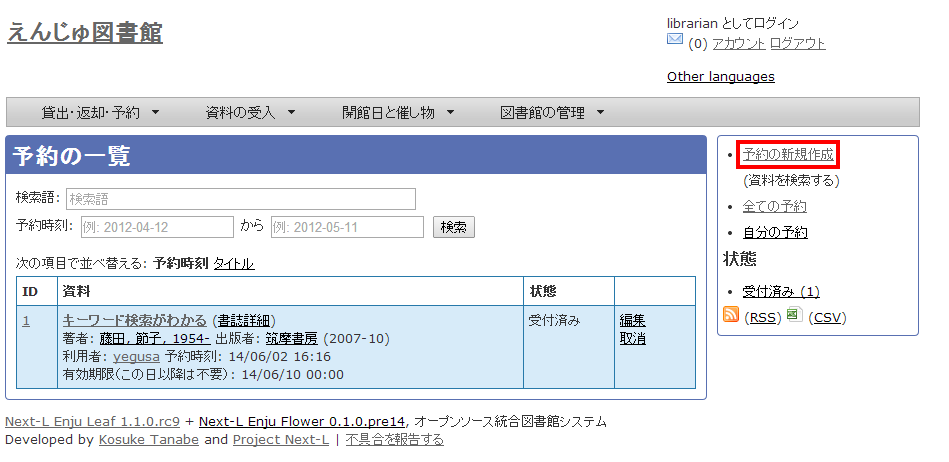 えんじゅ図書館
librarian としてログイン
(0) アカウント ログアウト
Other languages
貸出・返却・予約 ▼ 資料の受入 ▼ 開館日と催し物 ▼ 図書館の管理 ▼
予約の一覧
検索語: 検索語
予約時刻: 例: 2012-04-12 から 例: 2012-05-11 検索
次の項目で並べ替える: 予約時刻 タイトル
ID 資料 状態
1 キーワード検索がわかる (書誌詳細) 受付済み 編集
著者: 藤田, 節子, 1954- 出版者: 筑摩書房 (2007-10) 取消
利用者: yegusa 予約時刻: 14/06/02 16:16
有効期限(この日以降は不要): 14/06/10 00:00
予約の新規作成
(資料を検索する)
全ての予約
自分の予約
状態
受付済み (1)
(RSS) (CSV)
Next-L Enju Leaf 1.1.0.rc9 + Next-L Enju Flower 0.1.0.pre14, オープンソース統合図書館システム
Developed by Kosuke Tanabe and Project Next-L | 不具合を報告する